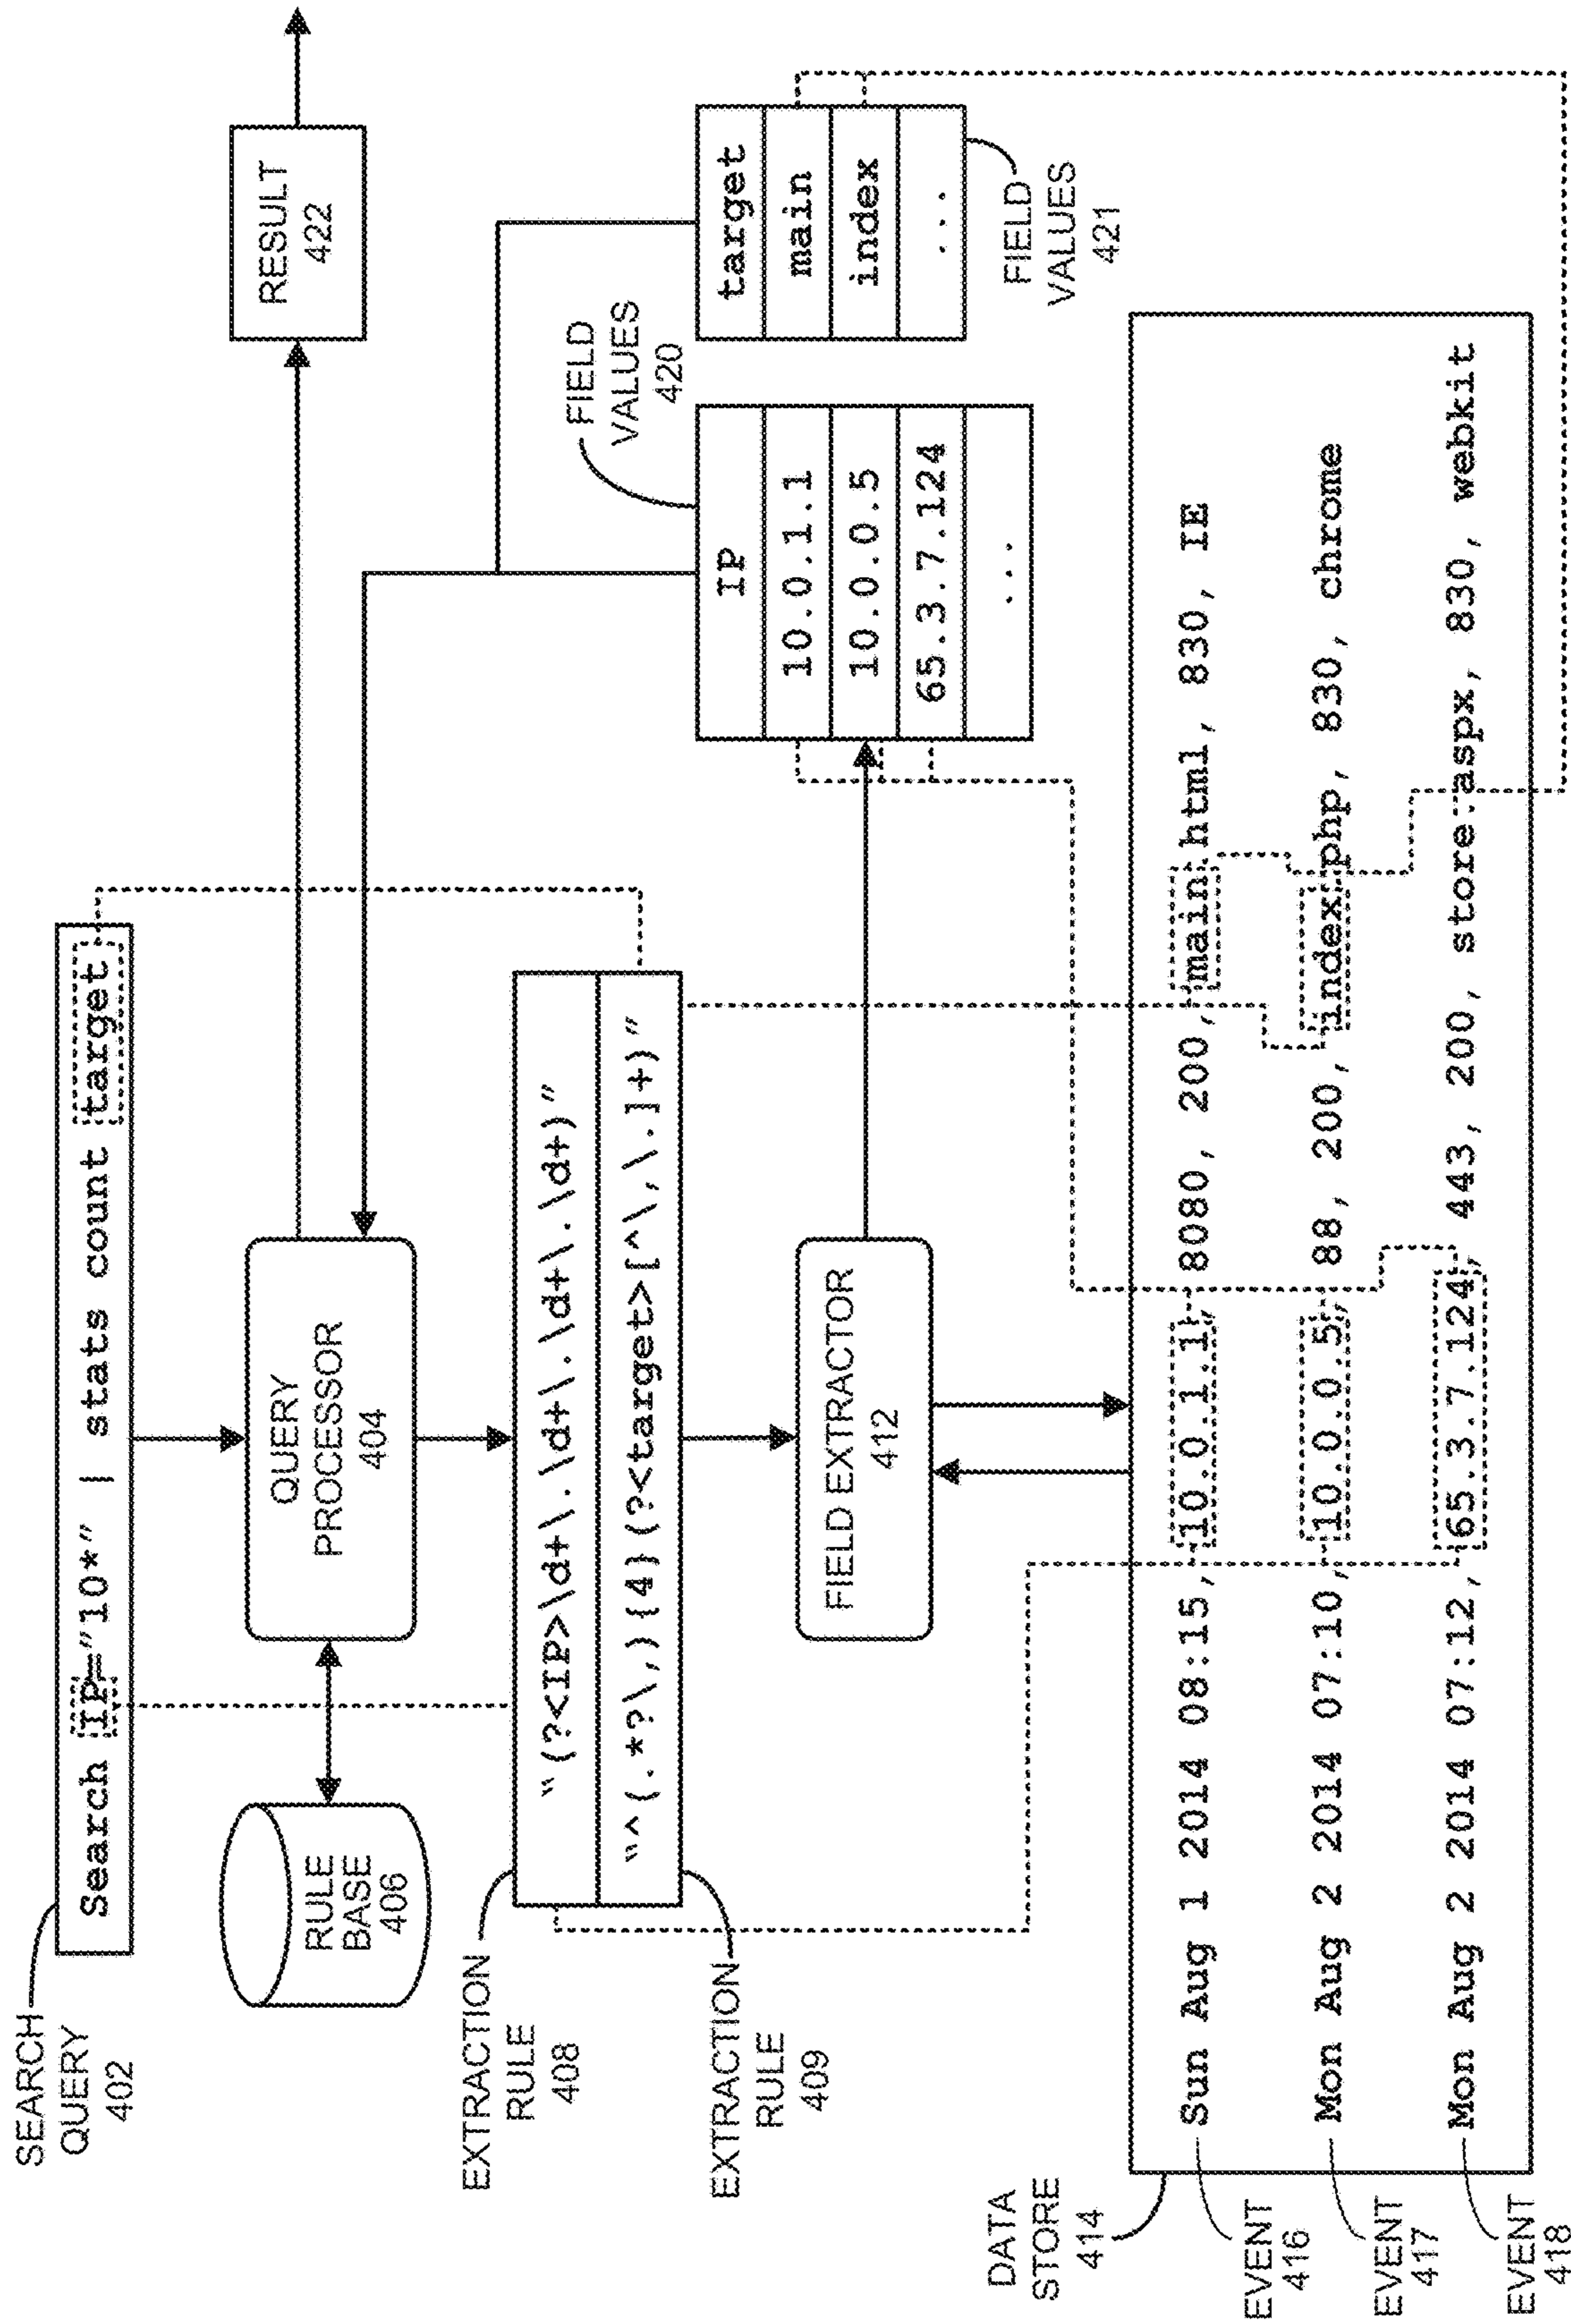 SEARCH
QUERY
402
Search IP="10*" | stats count target
RULE
BASE
406
QUERY
PROCESSOR
404
RESULT
422
EXTRACTION
RULE
408
"(?<IP>\d+\.\d+\.\d+\.\d+)"
"^(.*?\,){4}(?<target>[^\,\.]+)"
EXTRACTION
RULE
409
FIELD EXTRACTOR
412
FIELD
VALUES
420
IP
10.0.1.1
10.0.0.5
65.3.7.124
...
target
main
index
...
FIELD
VALUES
421
DATA
STORE
414
Sun Aug 1 2014 08:15, 10.0.1.1, 8080, 200, main.html, 830, IE
EVENT
416
Mon Aug 2 2014 07:10, 10.0.0.5, 88, 200, index.php, 830, chrome
EVENT
417
Mon Aug 2 2014 07:12, 65.3.7.124, 443, 200, store.aspx, 830, webkit
EVENT
418